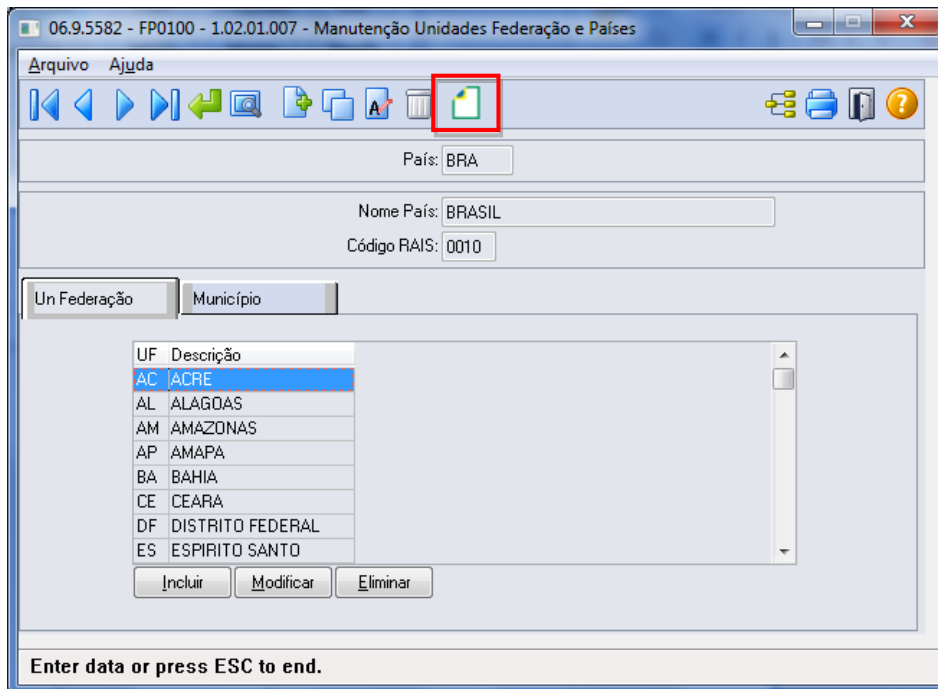 06.9.5582 - FP0100 - 1.02.01.007 - Manutenção Unidades Federação e Países
Arquivo Ajuda
País: BRA
Nome País: BRASIL
Código RAIS: 0010
Un Federação Município
UF Descrição
AC ACRE
AL ALAGOAS
AM AMAZONAS
AP AMAPA
BA BAHIA
CE CEARA
DF DISTRITO FEDERAL
ES ESPIRITO SANTO
Incluir Modificar Eliminar
Enter data or press ESC to end.